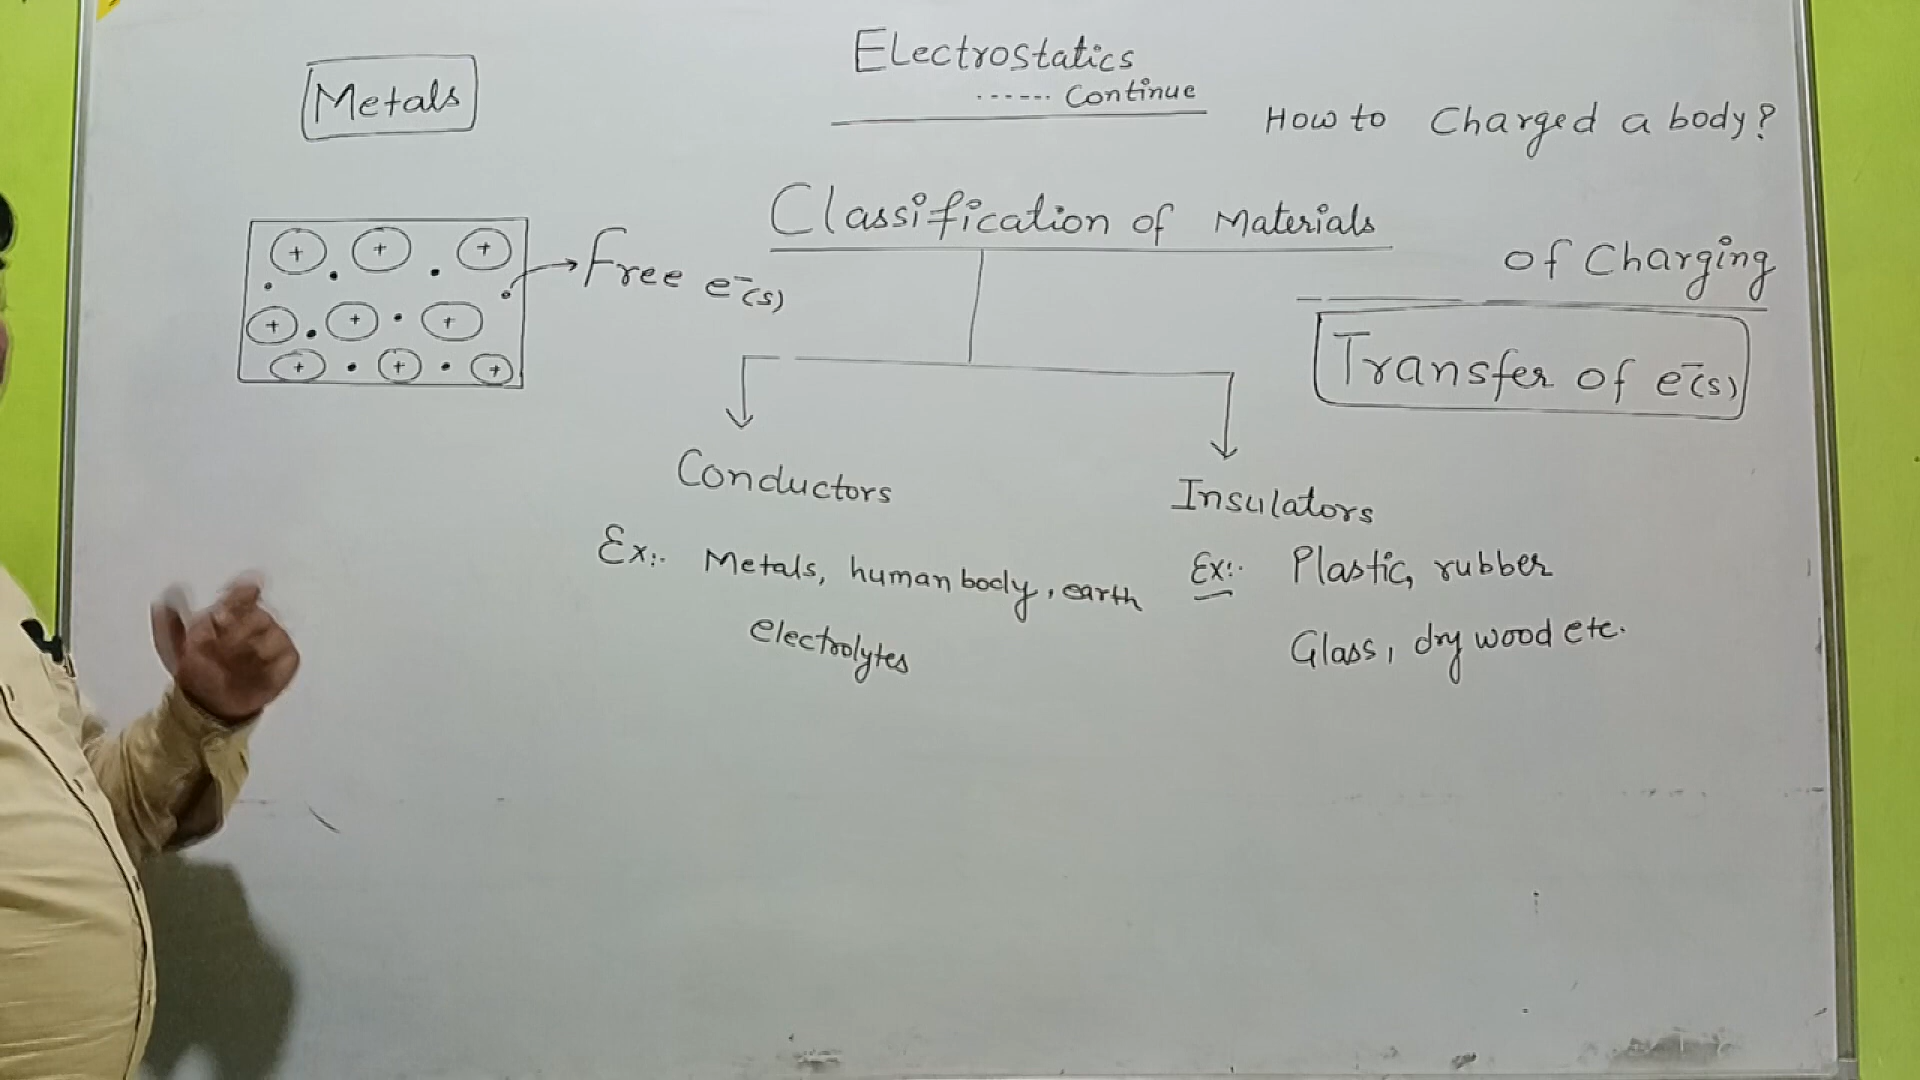 Metals
Electrostatics
...... Continue
How to Charged a body?
Classification of Materials
of Charging
Transfer of e⁻(s)
Free e⁻(s)
+ + +
+ + +
+ + +
Conductors
Insulators
Ex:- Metals, human body, earth
electrolytes
Ex:- Plastic, rubber
Glass, dry wood etc.